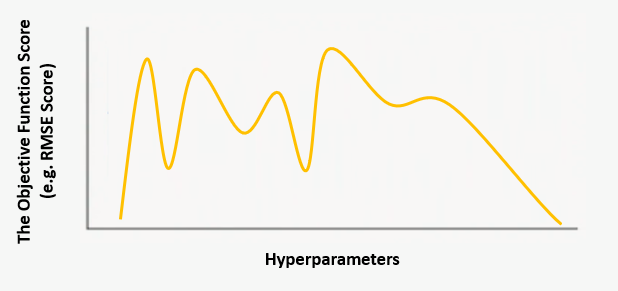 The Objective Function Score
(e.g. RMSE Score)
Hyperparameters